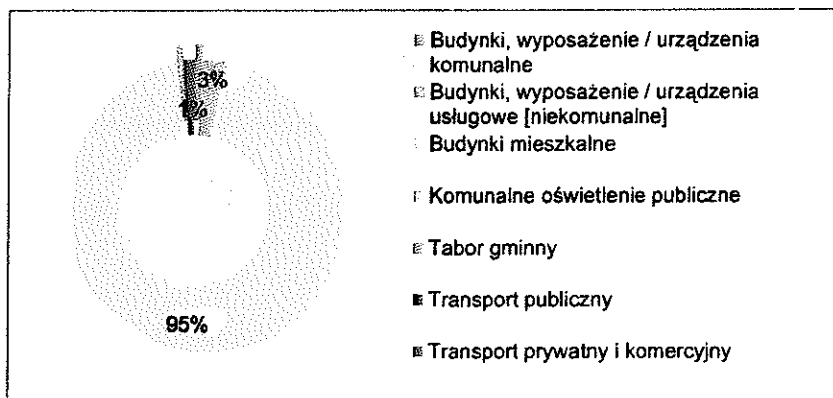 3%
1%
95%
Budynki, wyposażenie / urządzenia
komunalne
Budynki, wyposażenie / urządzenia
usługowe [niekomunalne]
Budynki mieszkalne
Komunalne oświetlenie publiczne
Tabor gminny
Transport publiczny
Transport prywatny i komercyjny